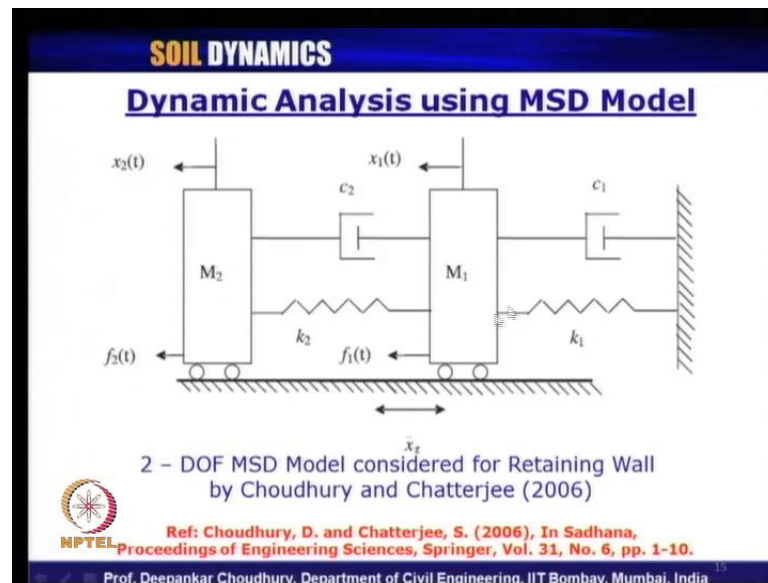 SOIL DYNAMICS
Dynamic Analysis using MSD Model
x₂(t)
x₁(t)
c₂
c₁
M₂
M₁
k₂
k₁
f₂(t)
f₁(t)
ẍg
2 – DOF MSD Model considered for Retaining Wall
by Choudhury and Chatterjee (2006)
NPTEL
Ref: Choudhury, D. and Chatterjee, S. (2006), In Sadhana,
Proceedings of Engineering Sciences, Springer, Vol. 31, No. 6, pp. 1-10.
Prof. Deepankar Choudhury, Department of Civil Engineering, IIT Bombay, Mumbai, India
15